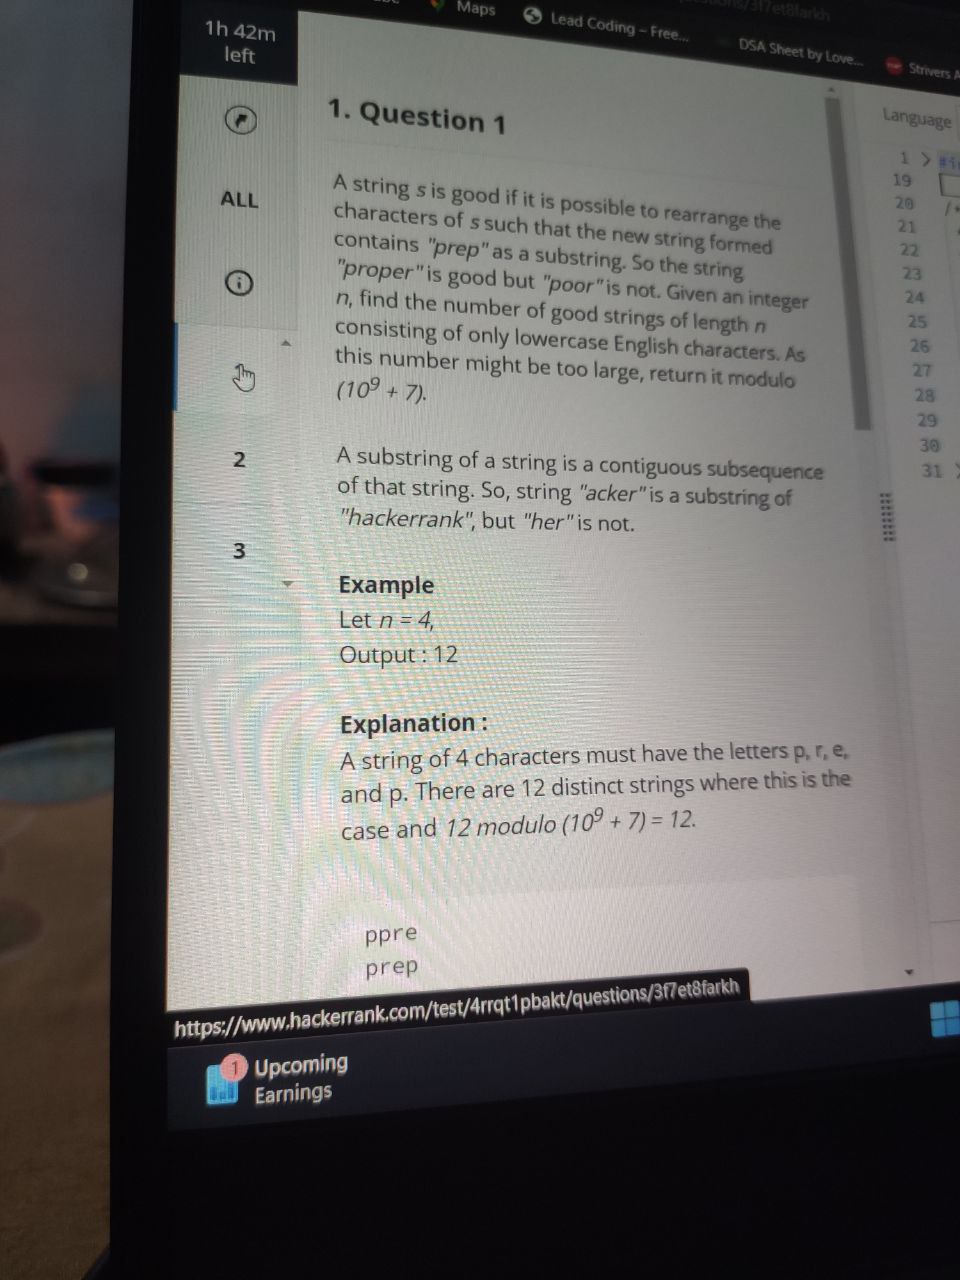 Maps
Lead Coding – Free...
DSA Sheet by Love...
Strivers A
1h 42m
left
ALL
2
3
1. Question 1
A string s is good if it is possible to rearrange the
characters of s such that the new string formed
contains "prep" as a substring. So the string
"proper" is good but "poor" is not. Given an integer
n, find the number of good strings of length n
consisting of only lowercase English characters. As
this number might be too large, return it modulo
(10⁹ + 7).
A substring of a string is a contiguous subsequence
of that string. So, string "acker" is a substring of
"hackerrank", but "her" is not.
Example
Let n = 4,
Output : 12
Explanation :
A string of 4 characters must have the letters p, r, e,
and p. There are 12 distinct strings where this is the
case and 12 modulo (10⁹ + 7) = 12.
ppre
prep
Language
1
19
20
21
22
23
24
25
26
27
28
29
30
31
https://www.hackerrank.com/test/4rrqt1pbakt/questions/3f7et8farkh
1
Upcoming
Earnings